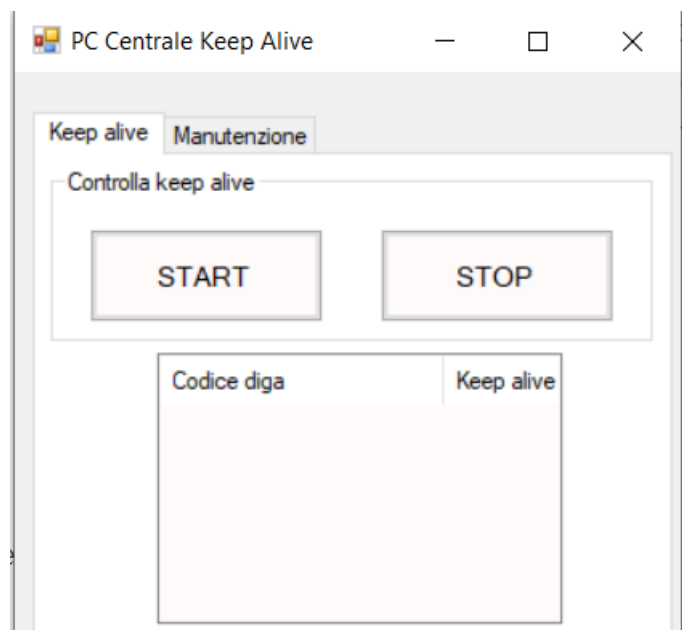 PC Centrale Keep Alive
Keep alive Manutenzione
Controlla keep alive
START STOP
Codice diga Keep alive